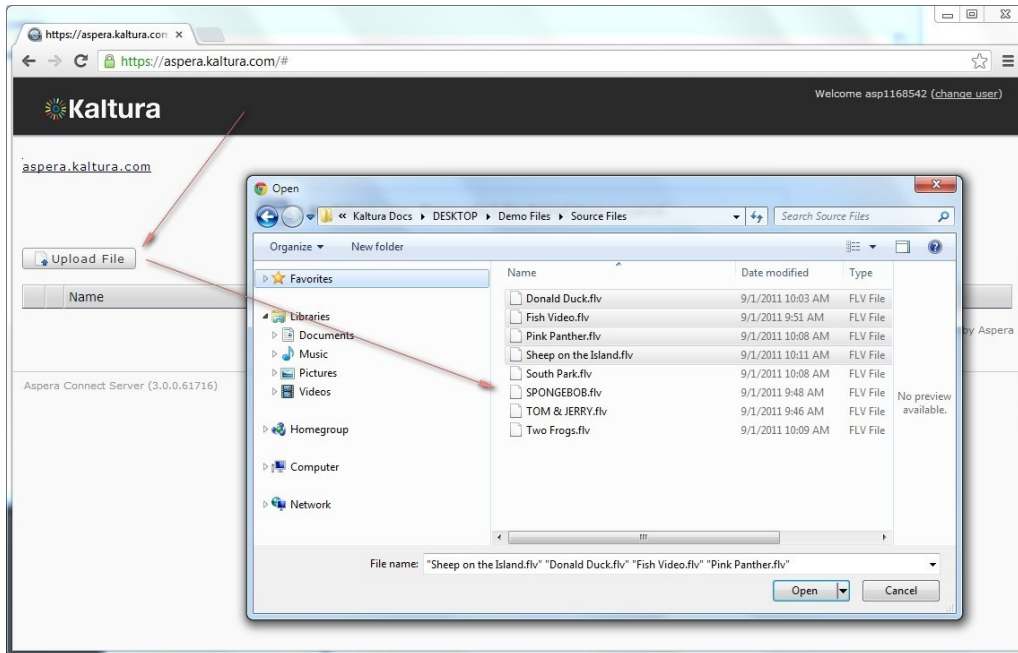 https://aspera.kaltura.com
https://aspera.kaltura.com/#
Kaltura
Welcome asp1168542 (change user)
aspera.kaltura.com
Upload File
Name
by Aspera
Aspera Connect Server (3.0.0.61716)
Open
« Kaltura Docs DESKTOP Demo Files Source Files
Search Source Files
Organize New folder
Favorites
Libraries
Documents
Music
Pictures
Videos
Homegroup
Computer
Network
Name Date modified Type
Donald Duck.flv 9/1/2011 10:03 AM FLV File
Fish Video.flv 9/1/2011 9:51 AM FLV File
Pink Panther.flv 9/1/2011 10:08 AM FLV File
Sheep on the Island.flv 9/1/2011 10:11 AM FLV File
South Park.flv 9/1/2011 10:08 AM FLV File
SPONGEBOB.flv 9/1/2011 9:48 AM FLV File
TOM & JERRY.flv 9/1/2011 9:46 AM FLV File
Two Frogs.flv 9/1/2011 10:09 AM FLV File
No preview
available.
File name: "Sheep on the Island.flv" "Donald Duck.flv" "Fish Video.flv" "Pink Panther.flv"
Open Cancel